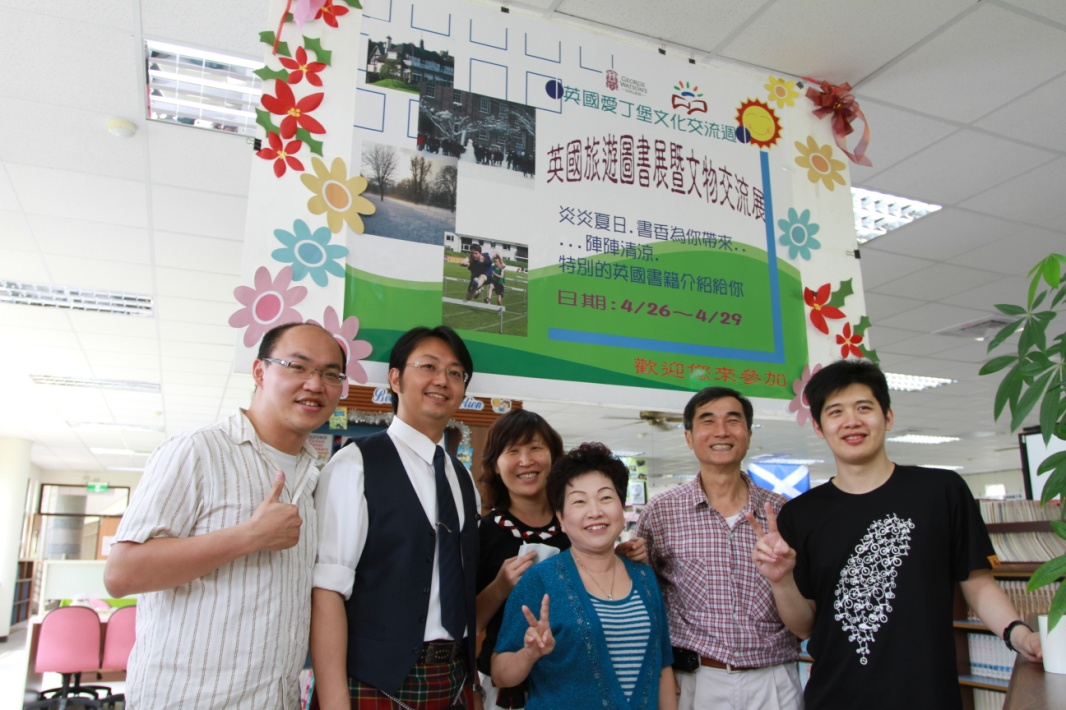 GEORGE
WATSON'S
COLLEGE
英國愛丁堡文化交流週
英國旅遊圖書展暨文物交流展
炎炎夏日.書香為你帶來..
...陣陣清涼.
特別的英國書籍介紹給你
日期:4/26～4/29
歡迎您來參加